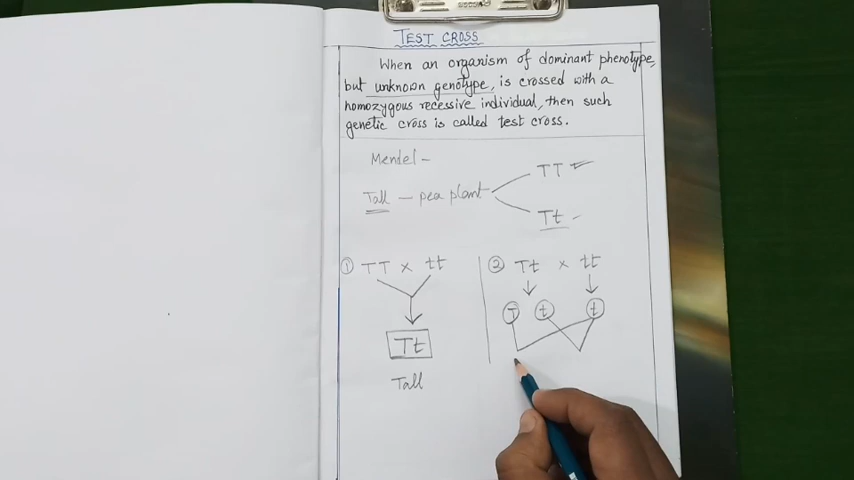 TEST CROSS
When an organism of dominant phenotype,
but unknown genotype, is crossed with a
homozygous recessive individual, then such
genetic cross is called test cross.
Mendel -
TT
Tall - pea plant
Tt
① TT x tt
② Tt x tt
T t t
Tt
Tall